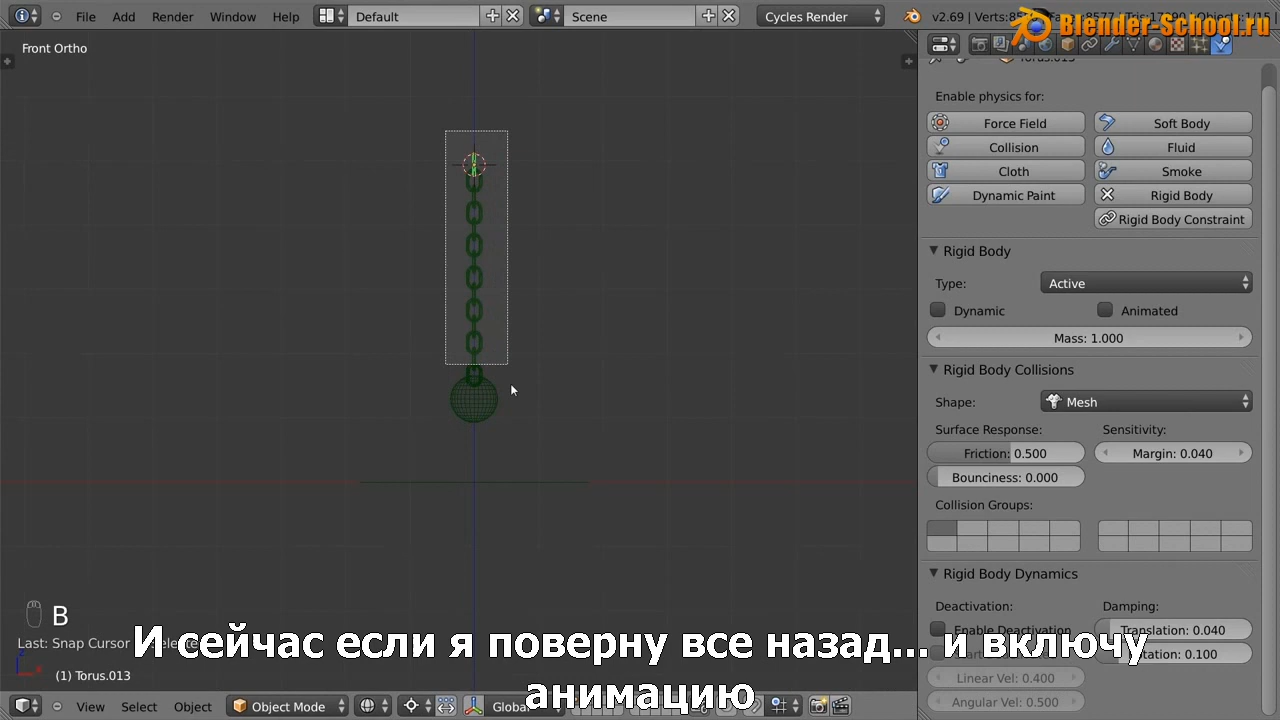 File Add Render Window Help Default Scene Cycles Render v2.69
Blender-School.ru
Front Ortho
Torus.013
Enable physics for:
Force Field Soft Body
Collision Fluid
Cloth Smoke
Dynamic Paint Rigid Body
Rigid Body Constraint
Rigid Body
Type: Active
Dynamic Animated
Mass: 1.000
Rigid Body Collisions
Shape: Mesh
Surface Response: Sensitivity:
Friction: 0.500 Margin: 0.040
Bounciness: 0.000
Collision Groups:
Rigid Body Dynamics
Deactivation: Damping:
Enable Deactivation Translation: 0.040
Linear Vel: 0.400
Angular Vel: 0.500
B
Last: Snap Cursor
И сейчас если я поверну все назад... и включу
анимацию
(1) Torus.013
View Select Object Object Mode Global